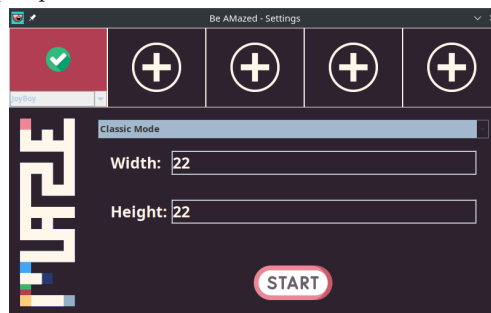 Be AMazed - Settings
JoyBoy
Classic Mode
Width: 22
Height: 22
START